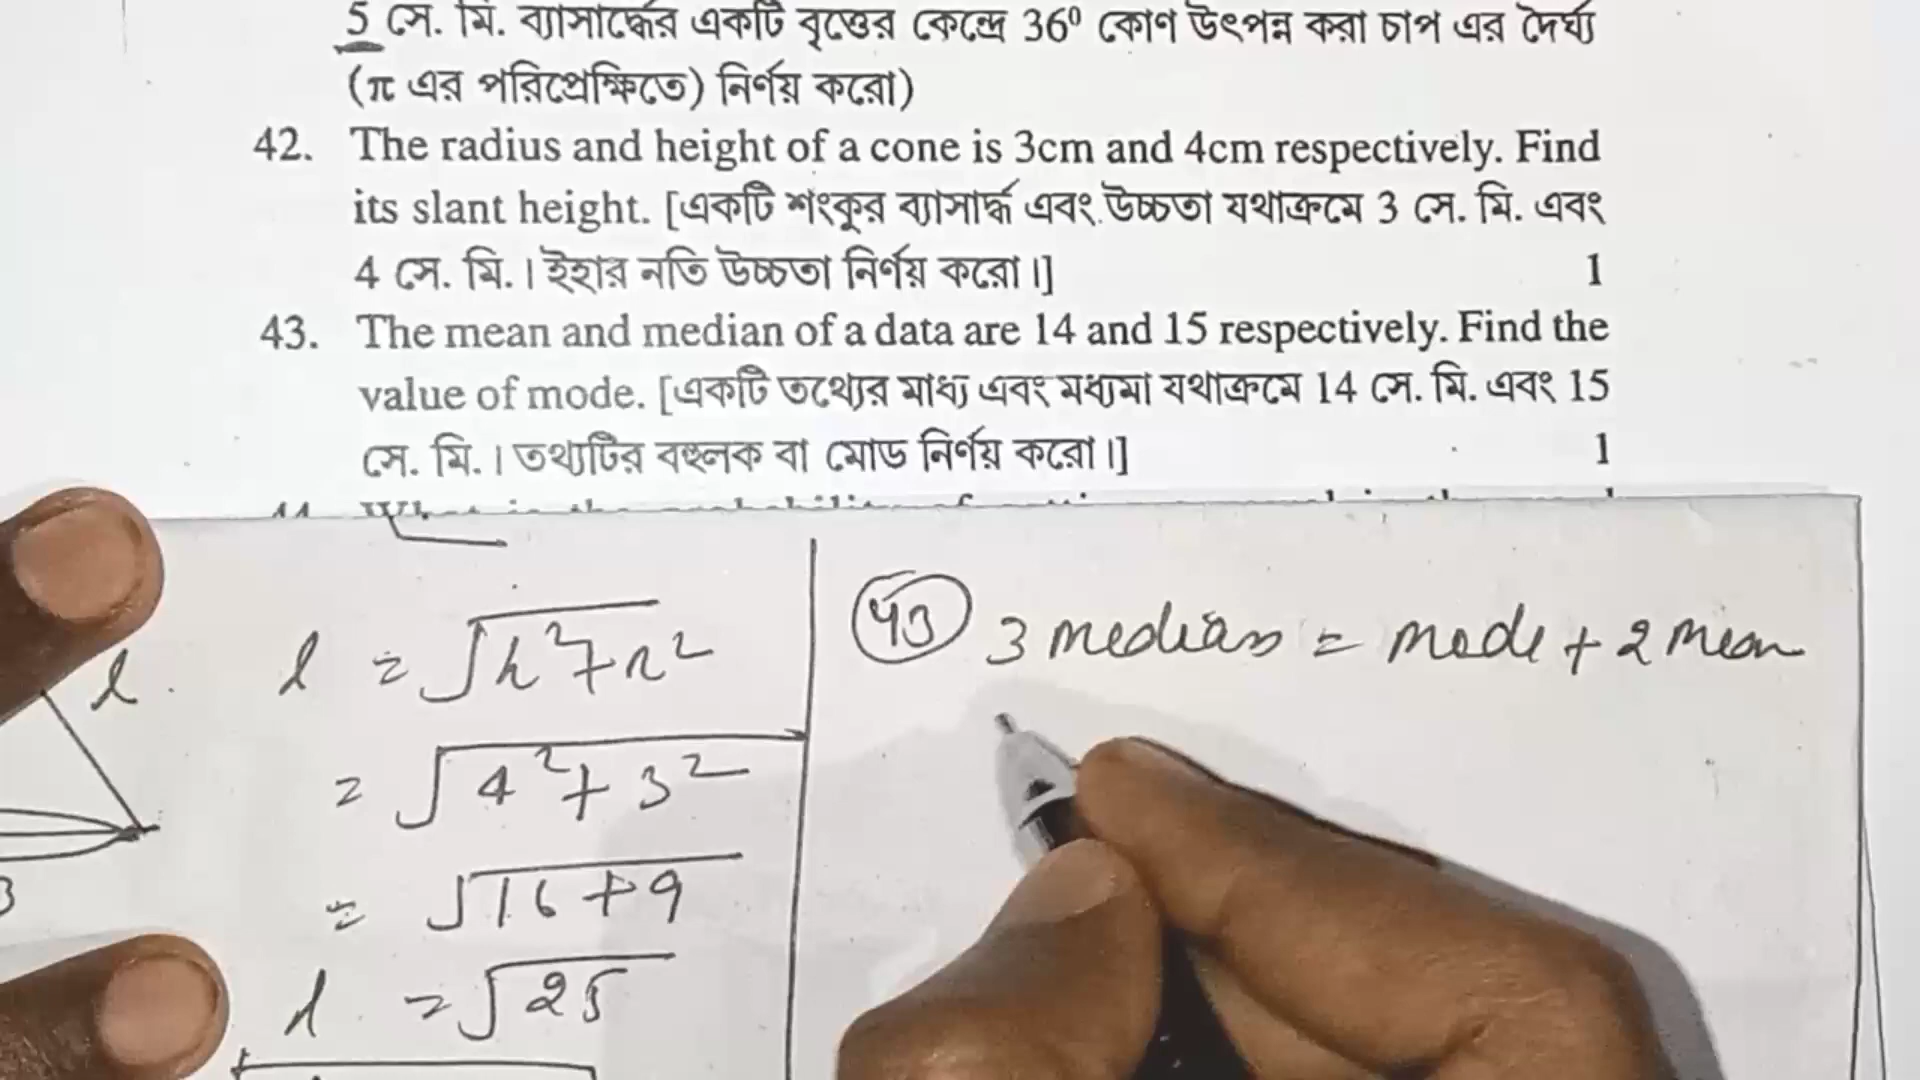 5 সে. মি. ব্যাসার্দ্ধের একটি বৃত্তের কেন্দ্রে 36⁰ কোণ উৎপন্ন করা চাপ এর দৈর্ঘ্য
(π এর পরিপ্রেক্ষিতে) নির্ণয় করো)
42. The radius and height of a cone is 3cm and 4cm respectively. Find
its slant height. [একটি শংকুর ব্যাসার্দ্ধ এবং উচ্চতা যথাক্রমে 3 সে. মি. এবং
4 সে. মি. । ইহার নতি উচ্চতা নির্ণয় করো।] 1
43. The mean and median of a data are 14 and 15 respectively. Find the
value of mode. [একটি তথ্যের মাধ্য এবং মধ্যমা যথাক্রমে 14 সে. মি. এবং 15
সে. মি. । তথ্যটির বহুলক বা মোড নির্ণয় করো।] 1
l
3
l = √h²+r²
= √4²+3²
= √16+9
l = √25
43 3 median = mode + 2 mean